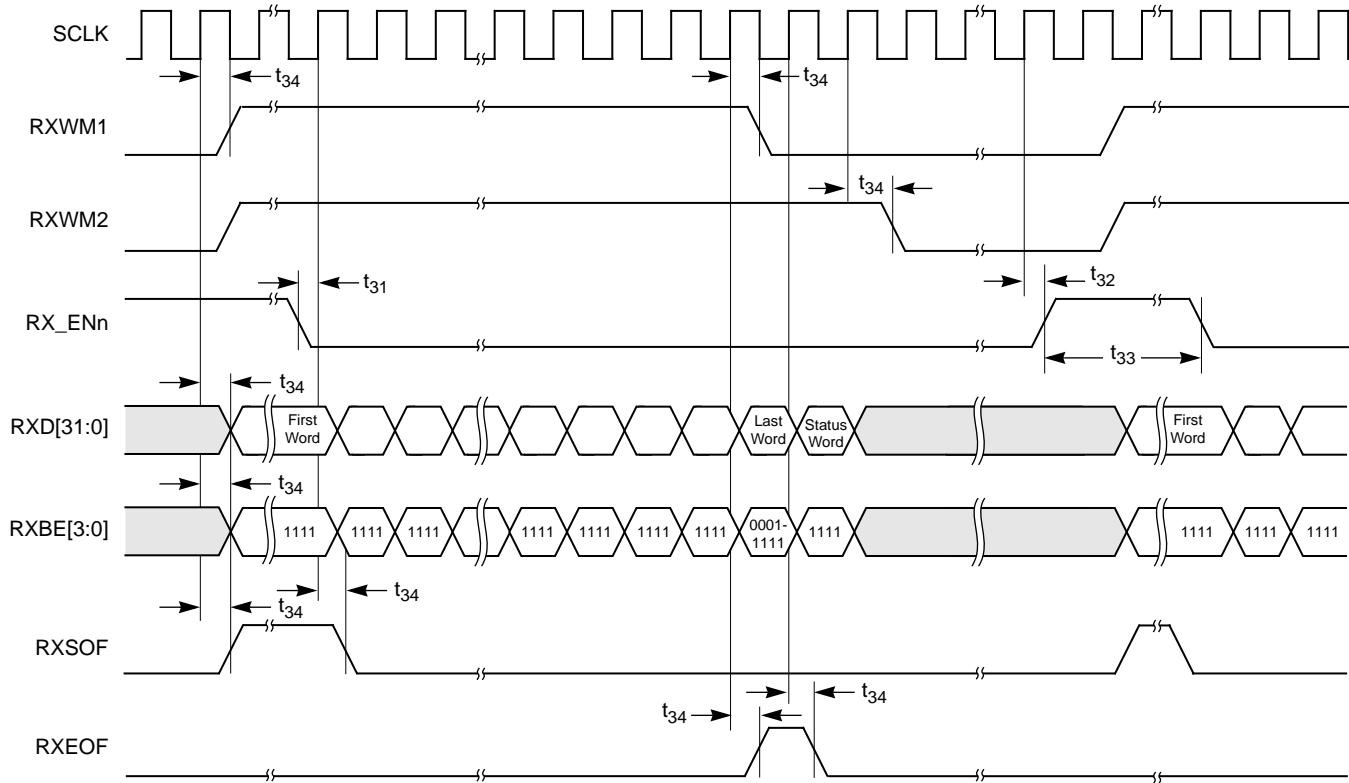 SCLK
t34
t34
RXWM1
t34
RXWM2
t31
t32
RX_ENn
t33
t34
RXD[31:0]
First Word
Last Word
Status Word
First Word
t34
RXBE[3:0]
1111
1111
1111
1111
1111
1111
1111
0001-1111
1111
1111
1111
1111
t34
t34
RXSOF
t34
t34
RXEOF